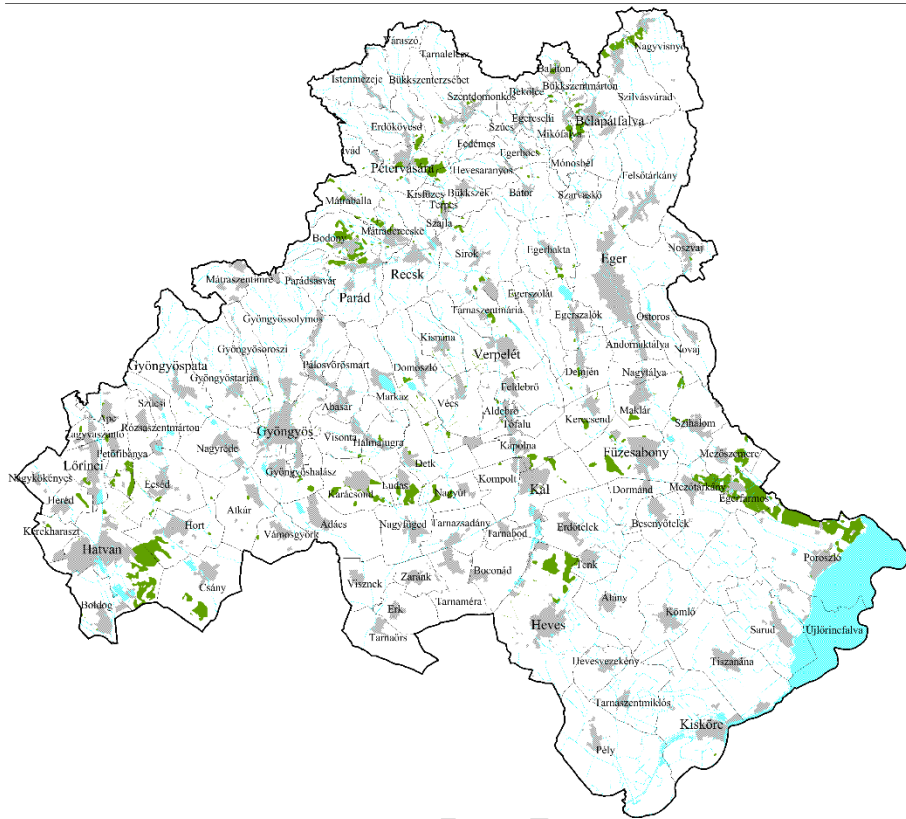 Váraszó
Nagyvisnyó
Tarnalelesz
Balaton
Istenmezeje
Bükkszenterzsébet
Bekölce
Bükkszentmárton
Szentdomonkos
Szilvásvárad
Egercsehi
Bélapátfalva
Erdőkövesd
Szúcs
Mikófalva
Fedémes
Egerbocs
Mónosbél
Pétervására
Hevesaranyos
Felsőtárkány
Kisfüzes
Bükkszék
Bátor
Szarvaskő
Mátraballa
Terpes
Szajla
Bodony
Mátraderecske
Sirok
Egerbakta
Eger
Noszvaj
Recsk
Mátraszentimre
Parádsasvár
Parád
Egerszólát
Tarnaszentmária
Gyöngyössolymos
Egerszalók
Ostoros
Kisnána
Andornaktálya
Novaj
Gyöngyösoroszi
Verpelét
Gyöngyöspata
Pálosvörösmart
Domoszló
Demjén
Nagytálya
Gyöngyöstarján
Feldebrő
Markaz
Vécs
Szűcsi
Abasár
Aldebrő
Maklár
Apc
Kerecsend
Rózsaszentmárton
Tófalu
Szihalom
Zagyvaszántó
Gyöngyös
Visonta
Halmajugra
Kápolna
Petőfibánya
Nagyréde
Füzesabony
Mezőszemere
Lőrinci
Detk
Nagykökényes
Gyöngyöshalász
Kompolt
Ecséd
Ludas
Kál
Dormánd
Mezőtárkány
Heréd
Karácsond
Nagyút
Egerfarmos
Atkár
Kerekharaszt
Hort
Adács
Nagyfüged
Tarnazsadány
Erdőtelek
Besenyőtelek
Vámosgyörk
Tarnabod
Hatvan
Poroszló
Tenk
Boconád
Csány
Visznek
Zaránk
Boldog
Tarnaméra
Átány
Erk
Kömlő
Heves
Sarud
Újlőrincfalva
Tarnaörs
Hevesvezekény
Tiszanána
Tarnaszentmiklós
Kisköre
Pély